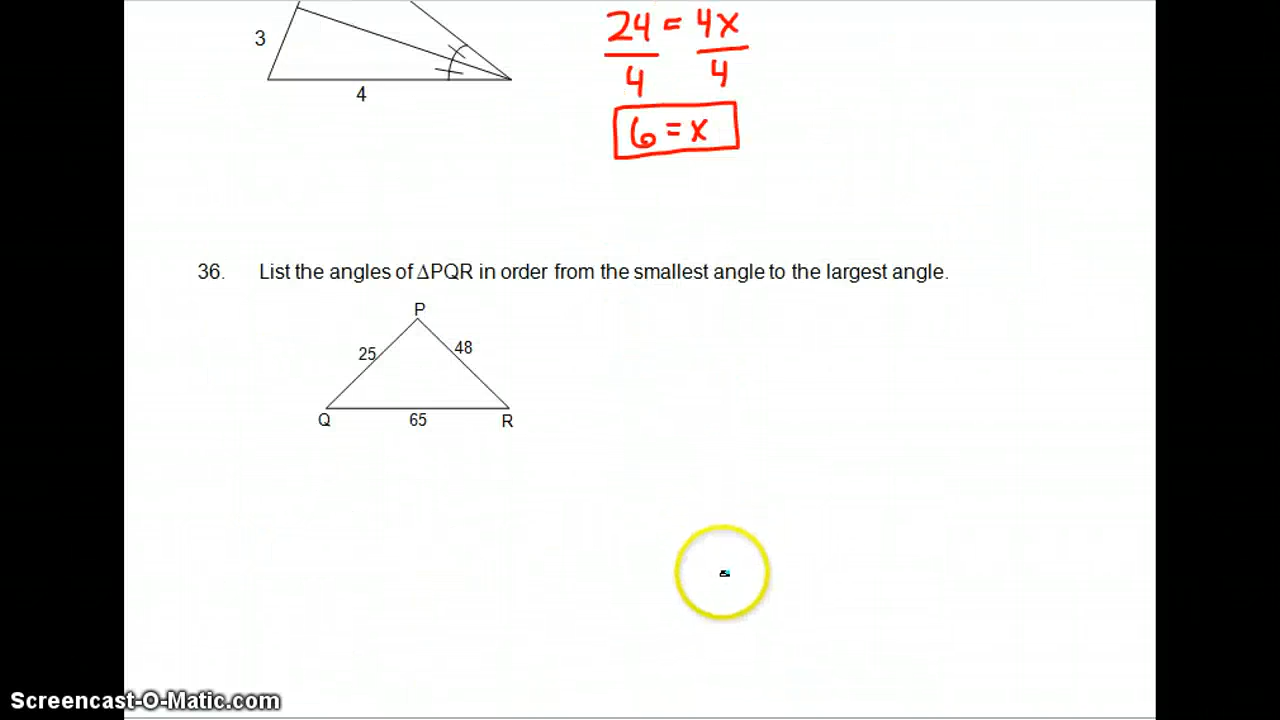 3
4
24 = 4x
4 4
6 = x
36. List the angles of ΔPQR in order from the smallest angle to the largest angle.
P
25
48
Q
65
R
Screencast-O-Matic.com